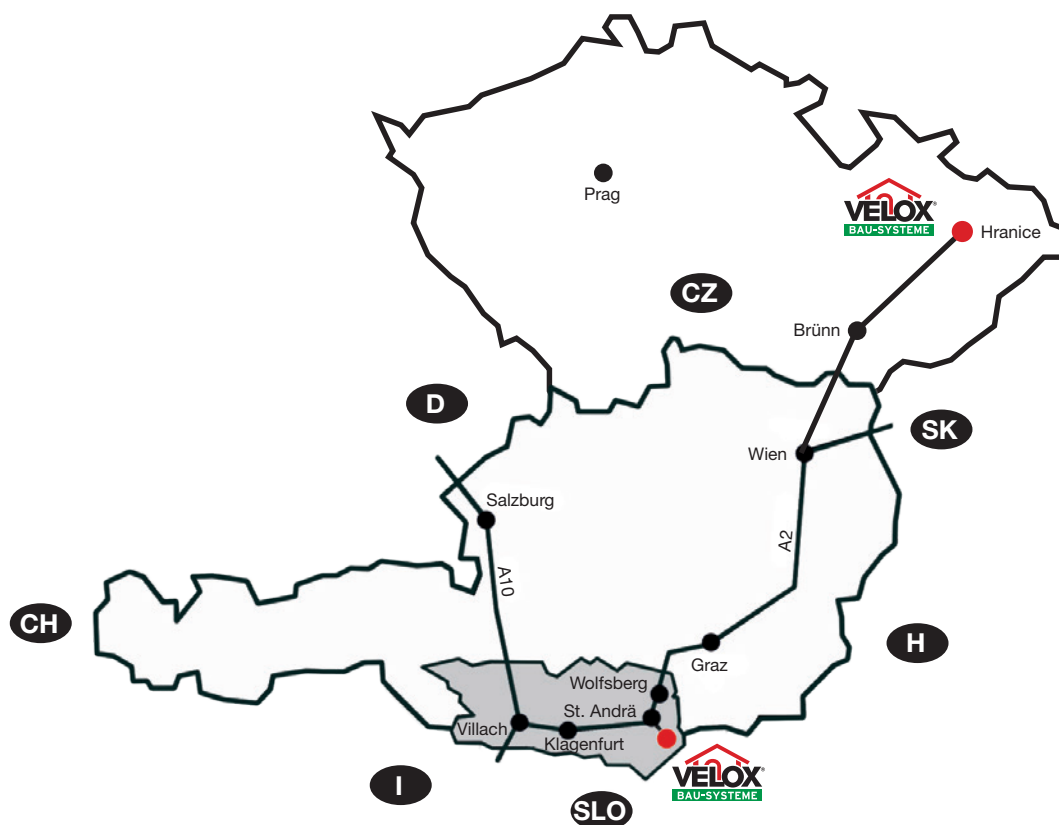 Prag
VELOX®
BAU-SYSTEME
Hranice
CZ
Brünn
D
SK
Wien
Salzburg
A2
A10
CH
H
Graz
Wolfsberg
St. Andrä
Villach
Klagenfurt
VELOX®
BAU-SYSTEME
I
SLO